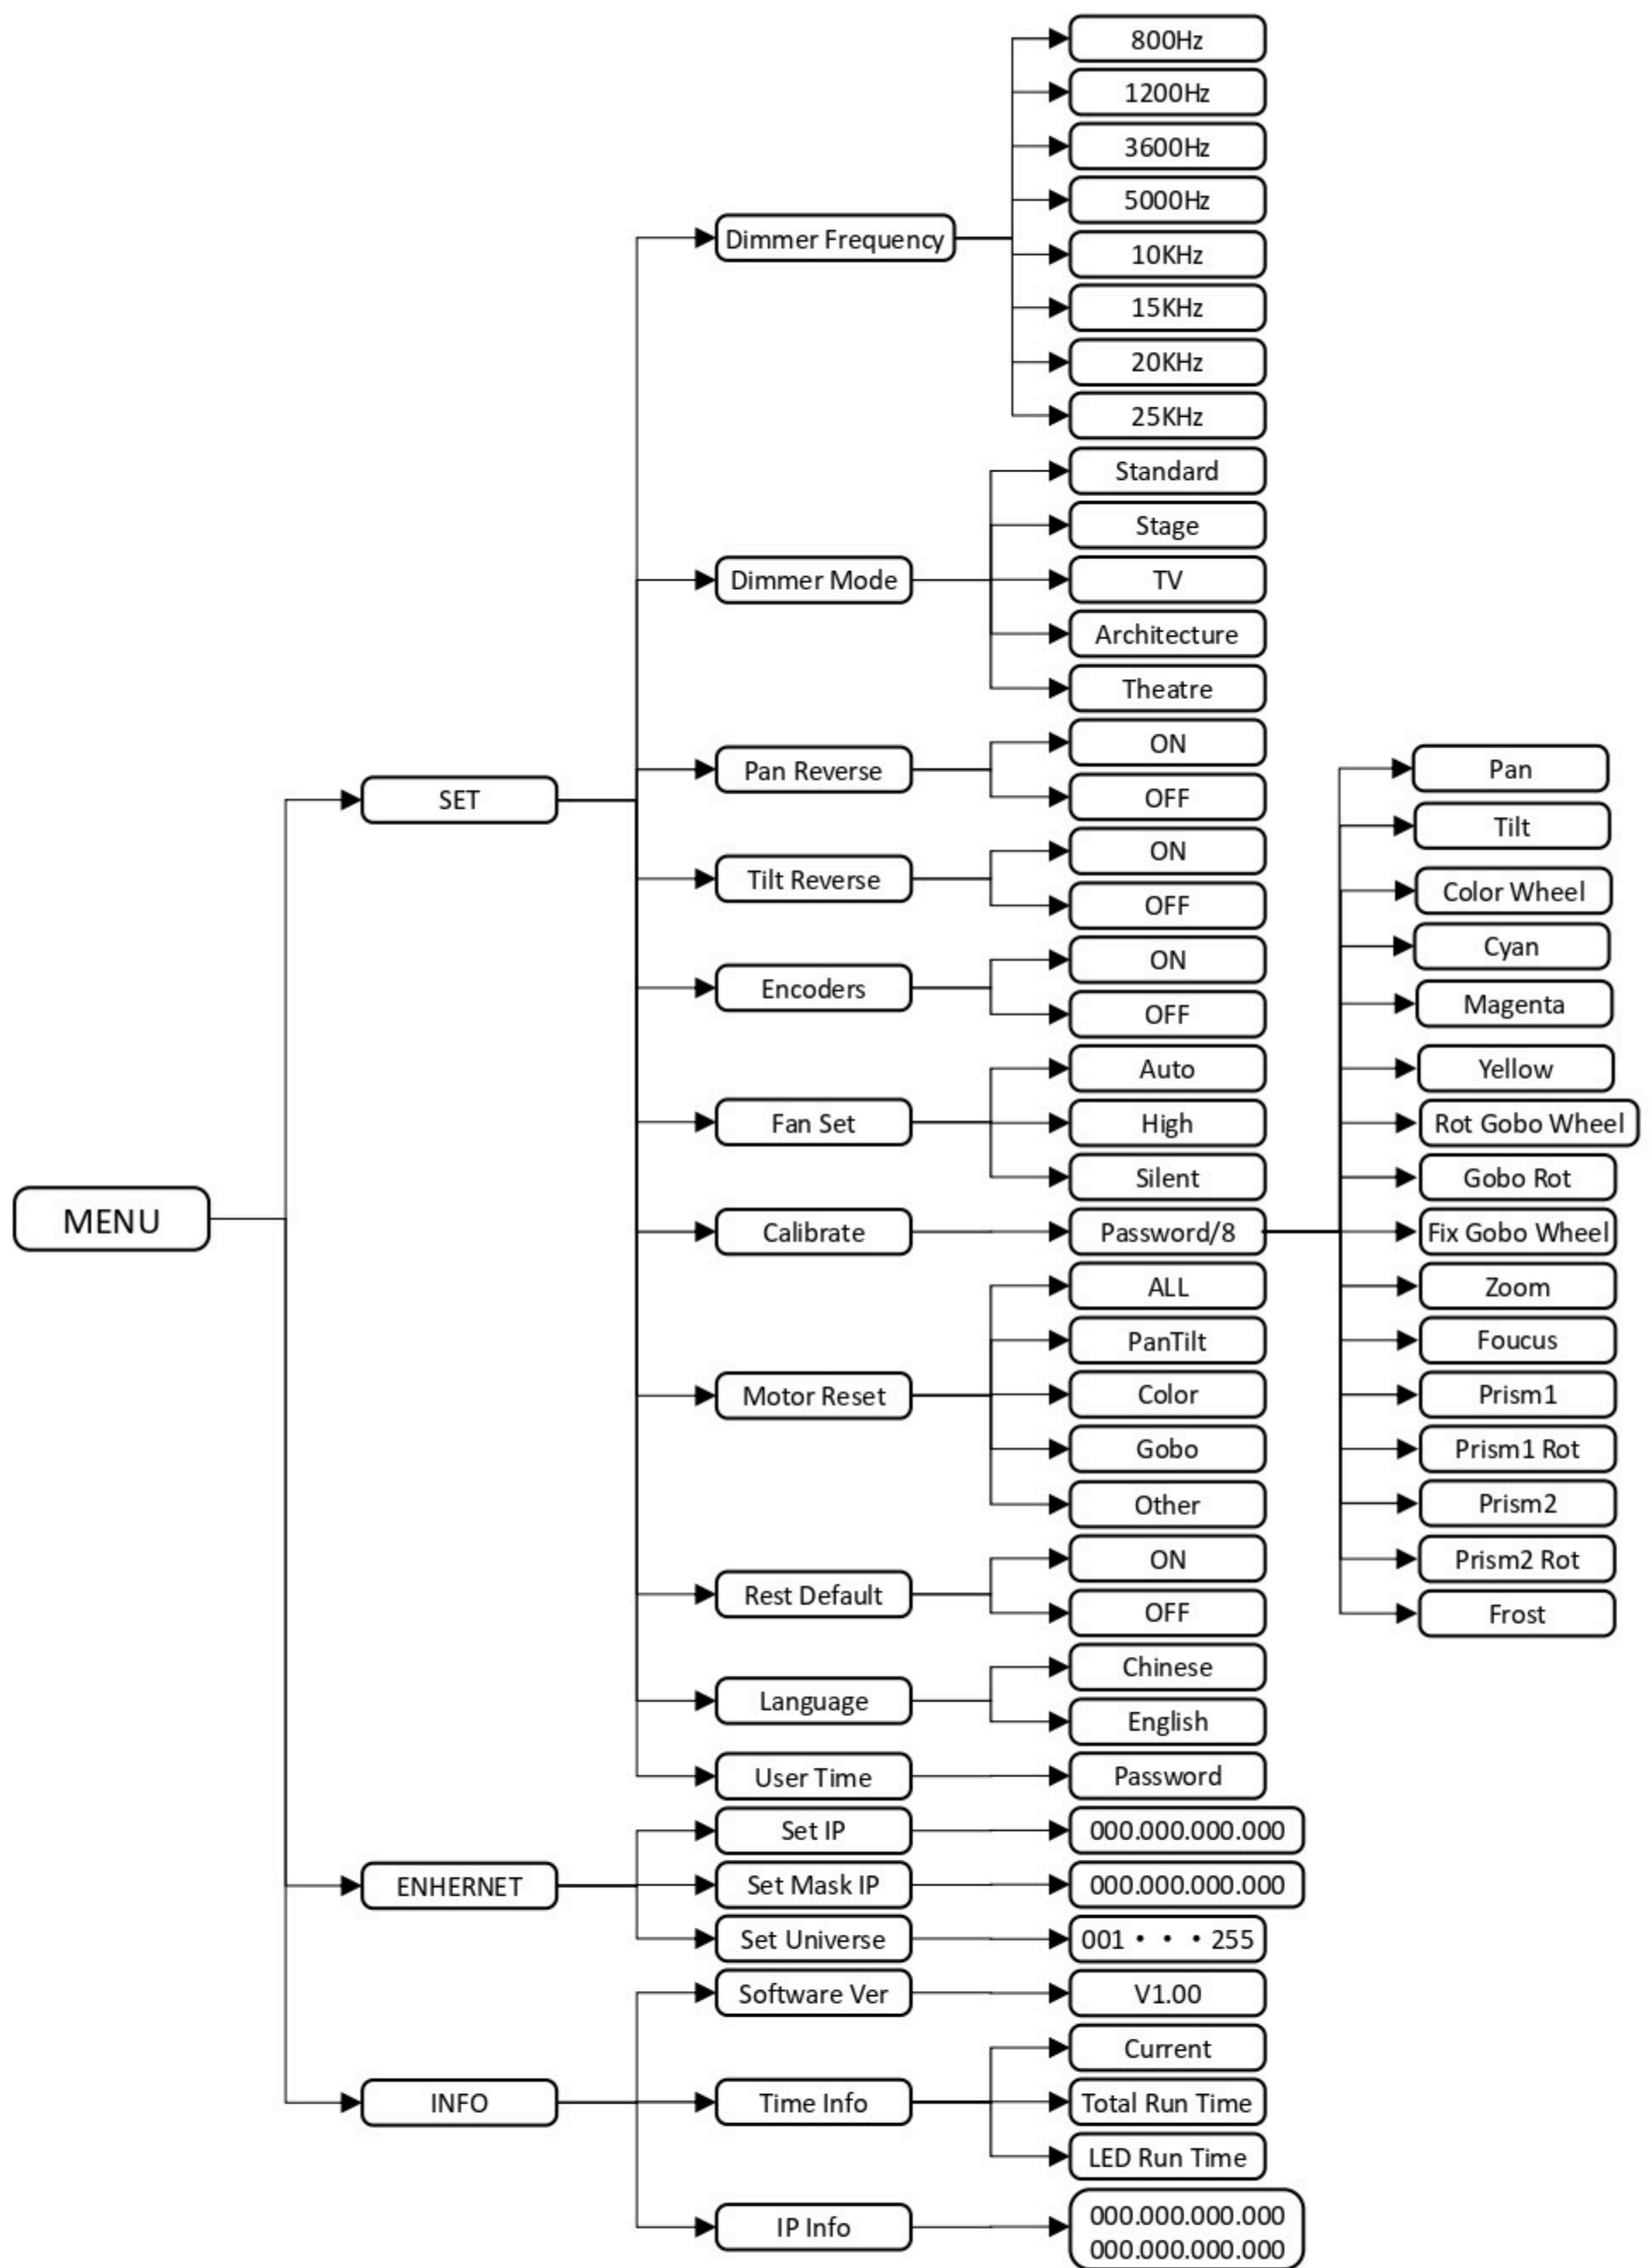 MENU
SET
Dimmer Frequency
800Hz
1200Hz
3600Hz
5000Hz
10KHz
15KHz
20KHz
25KHz
Dimmer Mode
Standard
Stage
TV
Architecture
Theatre
Pan Reverse
ON
OFF
Tilt Reverse
ON
OFF
Encoders
ON
OFF
Fan Set
Auto
High
Silent
Calibrate
Password/8
Pan
Tilt
Color Wheel
Cyan
Magenta
Yellow
Rot Gobo Wheel
Gobo Rot
Fix Gobo Wheel
Zoom
Foucus
Prism1
Prism1 Rot
Prism2
Prism2 Rot
Frost
Motor Reset
ALL
PanTilt
Color
Gobo
Other
Rest Default
ON
OFF
Language
Chinese
English
User Time
Password
ENHERNET
Set IP
000.000.000.000
Set Mask IP
000.000.000.000
Set Universe
001・・・255
INFO
Software Ver
V1.00
Time Info
Current
Total Run Time
LED Run Time
IP Info
000.000.000.000
000.000.000.000